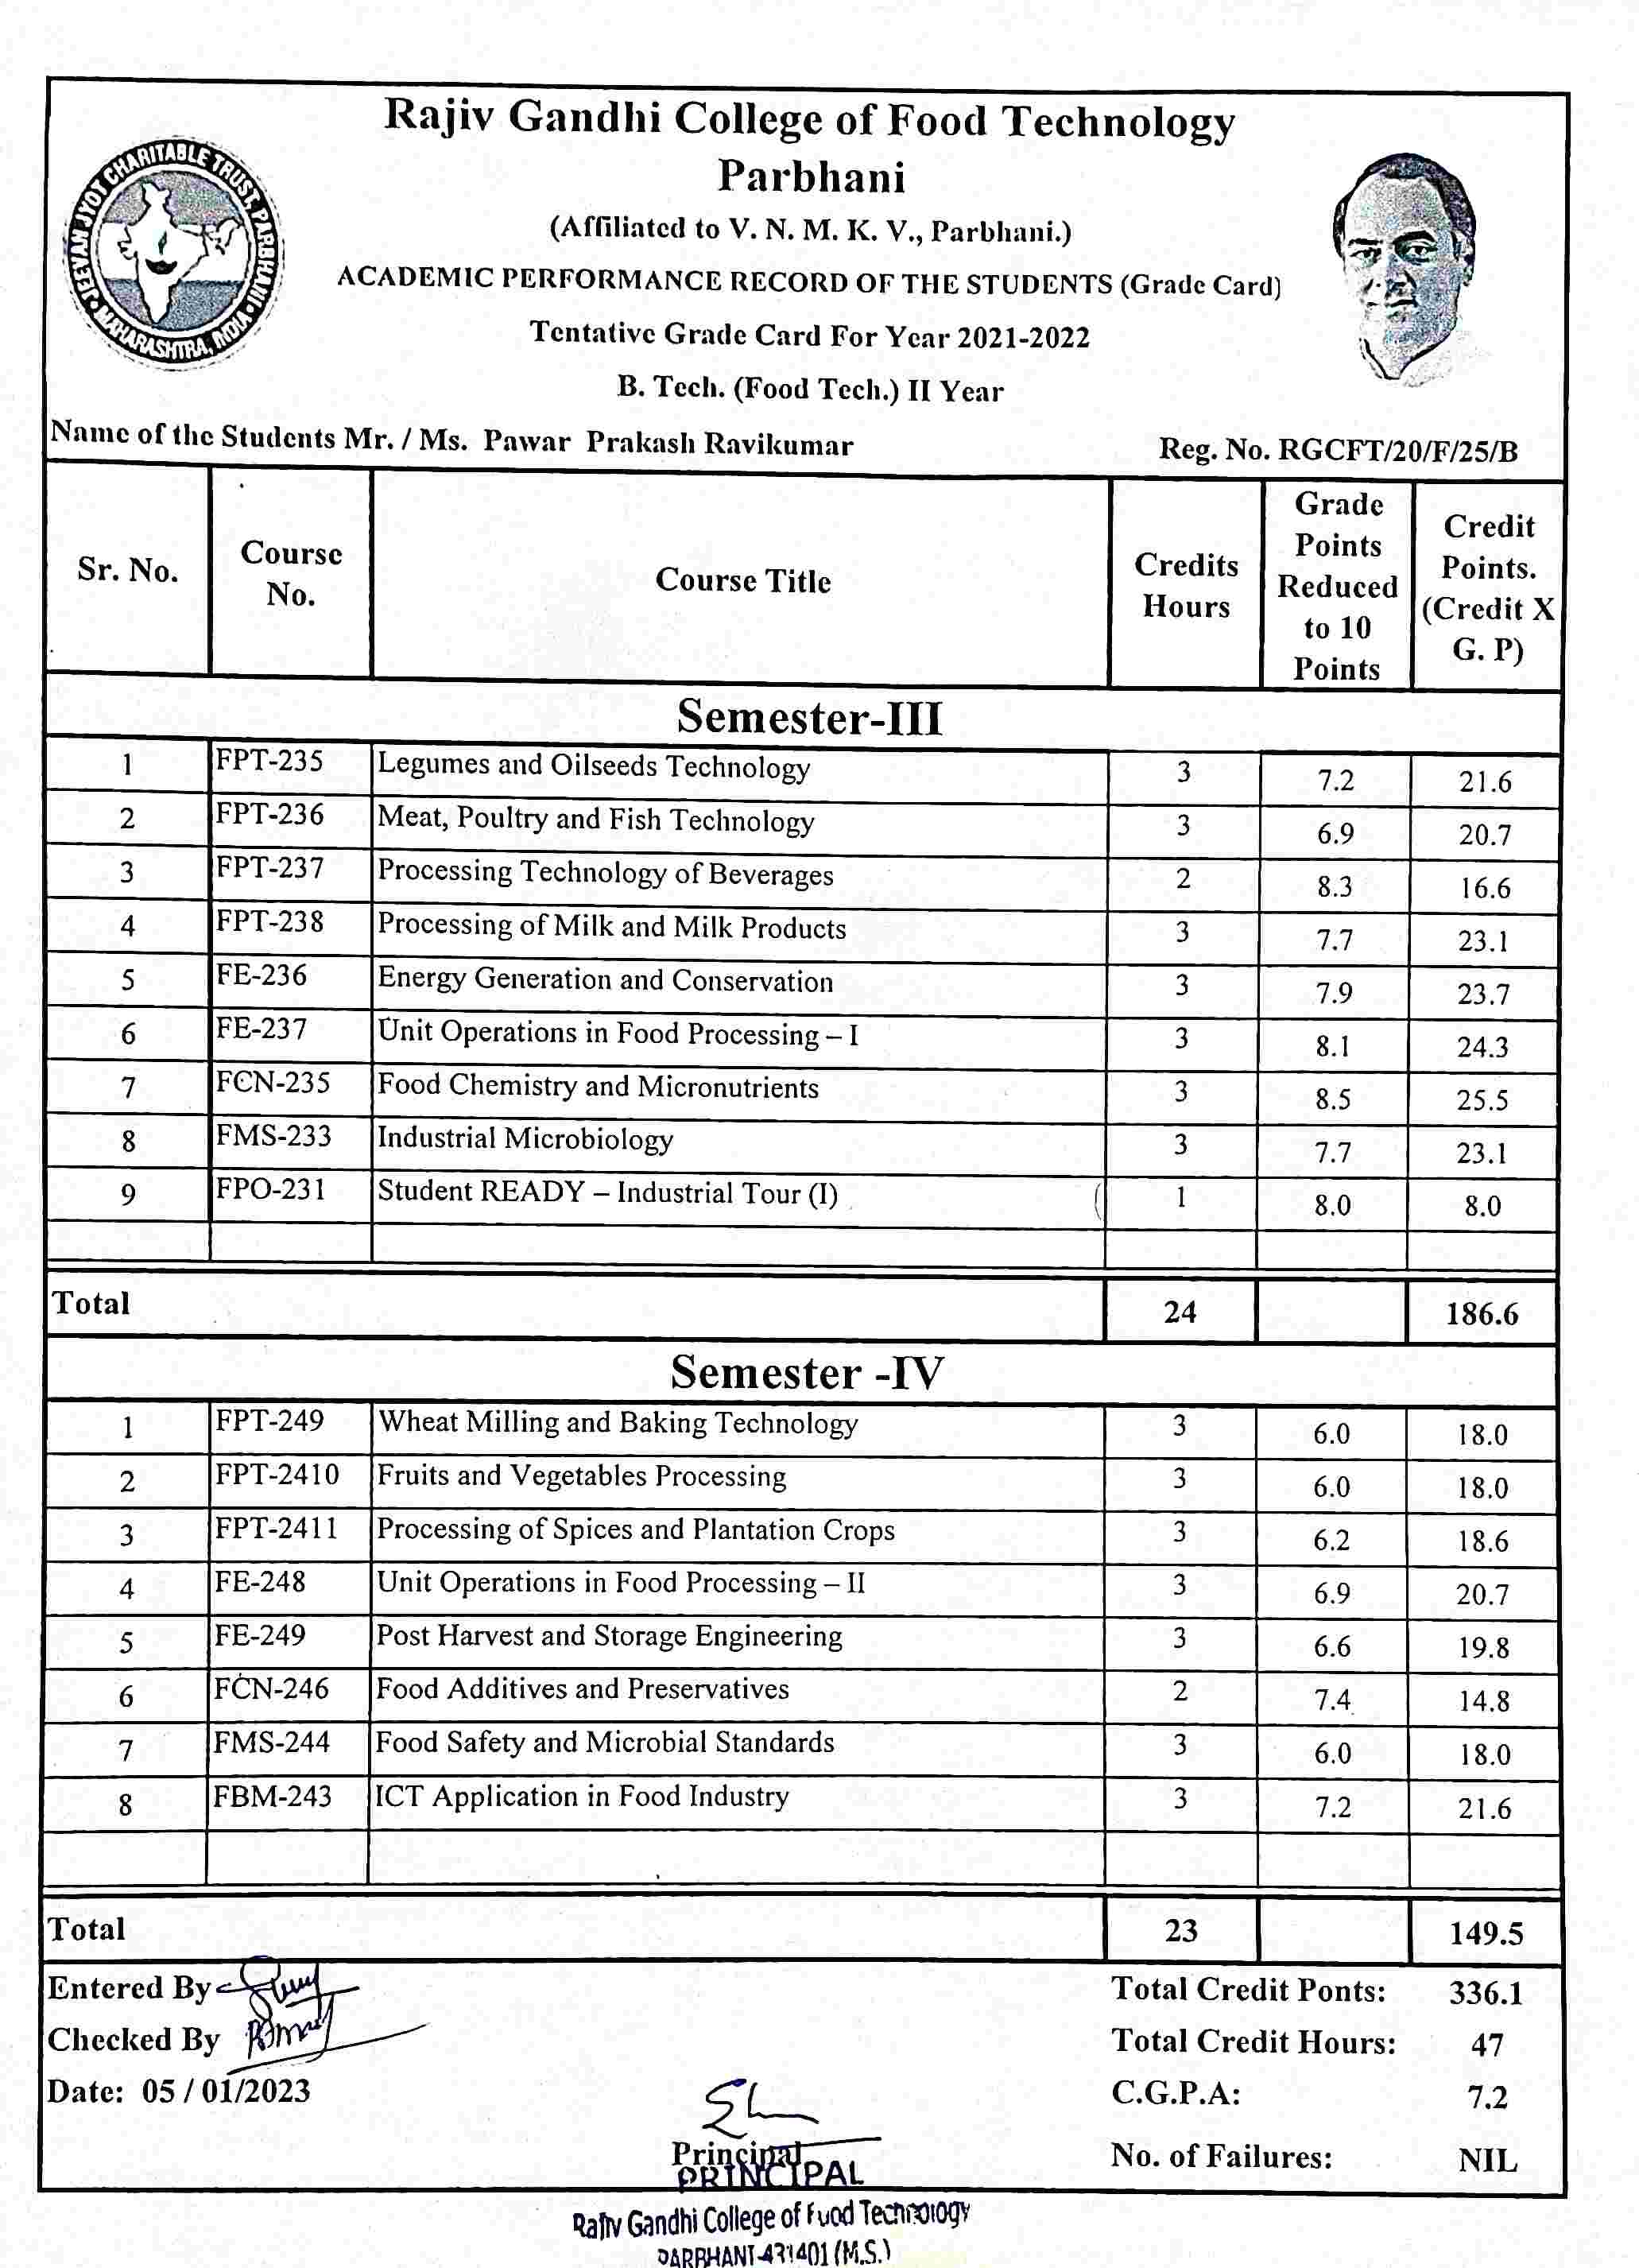 Rajiv Gandhi College of Food Technology
Parbhani
(Affiliated to V. N. M. K. V., Parbhani.)
ACADEMIC PERFORMANCE RECORD OF THE STUDENTS (Grade Card)
Tentative Grade Card For Year 2021-2022
B. Tech. (Food Tech.) II Year
JEEVAN JYOT CHARITABLE TRUST, PARBHANI
MAHARASHTRA, INDIA
Name of the Students Mr. / Ms. Pawar Prakash Ravikumar Reg. No. RGCFT/20/F/25/B
Sr. No. Course No. Course Title Credits Hours Grade Points Reduced to 10 Points Credit Points. (Credit X G. P)
Semester-III
1 FPT-235 Legumes and Oilseeds Technology 3 7.2 21.6
2 FPT-236 Meat, Poultry and Fish Technology 3 6.9 20.7
3 FPT-237 Processing Technology of Beverages 2 8.3 16.6
4 FPT-238 Processing of Milk and Milk Products 3 7.7 23.1
5 FE-236 Energy Generation and Conservation 3 7.9 23.7
6 FE-237 Unit Operations in Food Processing – I 3 8.1 24.3
7 FCN-235 Food Chemistry and Micronutrients 3 8.5 25.5
8 FMS-233 Industrial Microbiology 3 7.7 23.1
9 FPO-231 Student READY – Industrial Tour (I) 1 8.0 8.0
Total 24 186.6
Semester -IV
1 FPT-249 Wheat Milling and Baking Technology 3 6.0 18.0
2 FPT-2410 Fruits and Vegetables Processing 3 6.0 18.0
3 FPT-2411 Processing of Spices and Plantation Crops 3 6.2 18.6
4 FE-248 Unit Operations in Food Processing – II 3 6.9 20.7
5 FE-249 Post Harvest and Storage Engineering 3 6.6 19.8
6 FCN-246 Food Additives and Preservatives 2 7.4 14.8
7 FMS-244 Food Safety and Microbial Standards 3 6.0 18.0
8 FBM-243 ICT Application in Food Industry 3 7.2 21.6
Total 23 149.5
Entered By Total Credit Ponts: 336.1
Checked By Total Credit Hours: 47
Date: 05 / 01/2023 C.G.P.A: 7.2
Principal No. of Failures: NIL
PRINCIPAL
Rajiv Gandhi College of Food Technology
PARBHANI-431401 (M.S.)